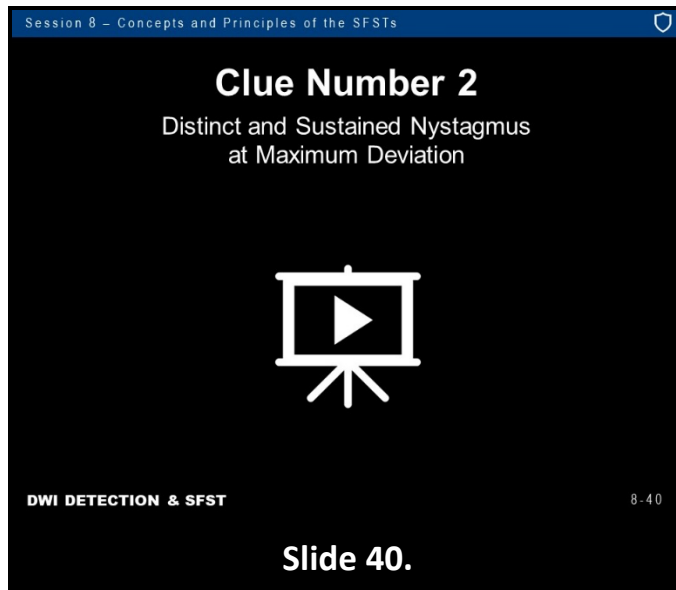 Session 8 – Concepts and Principles of the SFSTs
Clue Number 2
Distinct and Sustained Nystagmus
at Maximum Deviation
DWI DETECTION & SFST
8-40
Slide 40.